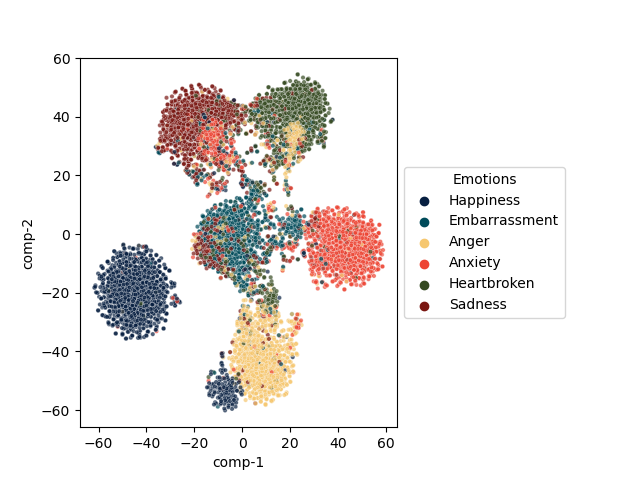 60
40
20
0
−20
−40
−60
comp-2
−60 −40 −20 0 20 40 60
comp-1
Emotions
Happiness
Embarrassment
Anger
Anxiety
Heartbroken
Sadness